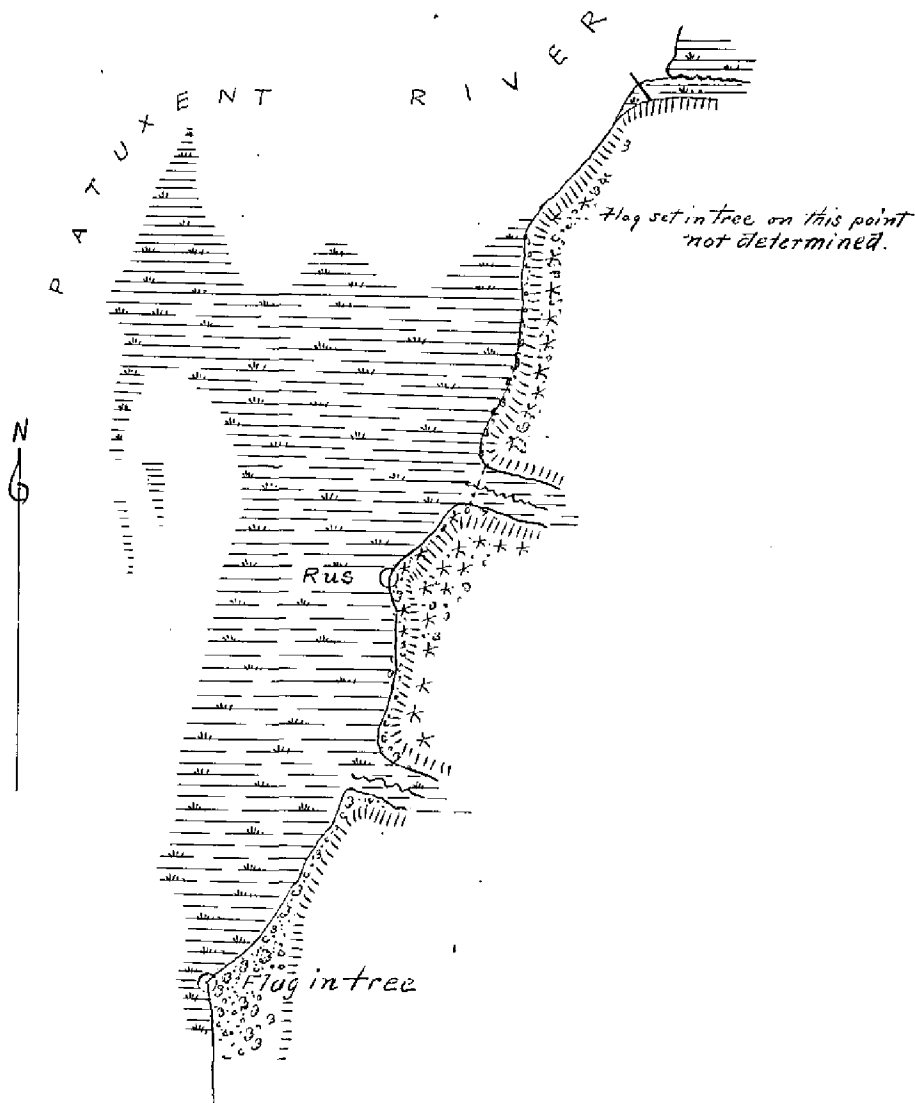 PATUXENT RIVER
Flag set in tree on this point
not determined.
N
Rus
Flag in tree